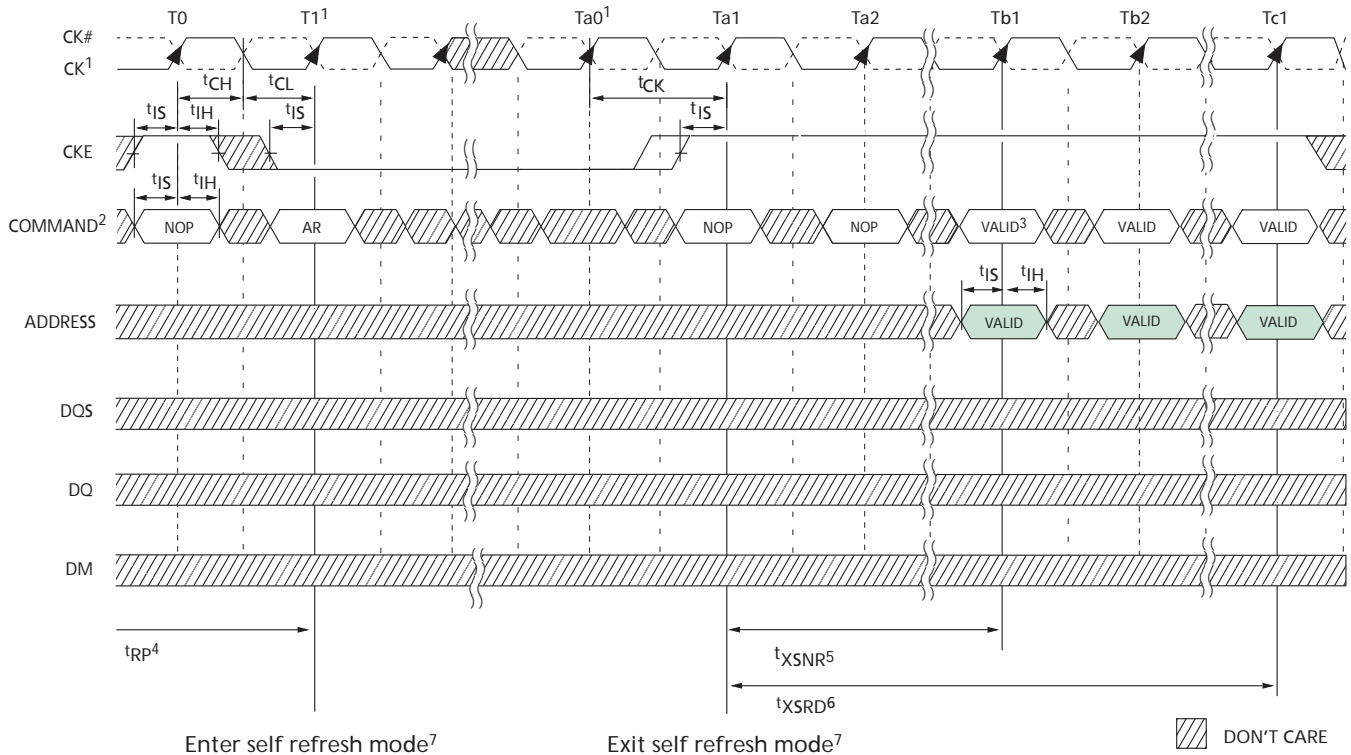 T0 T1¹ Ta0¹ Ta1 Ta2 Tb1 Tb2 Tc1
CK#
CK¹
tCH tCL tCK
tIS tIH tIS tIS
CKE
tIS tIH
COMMAND² NOP AR NOP NOP VALID³ VALID VALID
tIS tIH
ADDRESS VALID VALID VALID
DQS
DQ
DM
tRP⁴ tXSNR⁵
tXSRD⁶
Enter self refresh mode⁷ Exit self refresh mode⁷ DON'T CARE